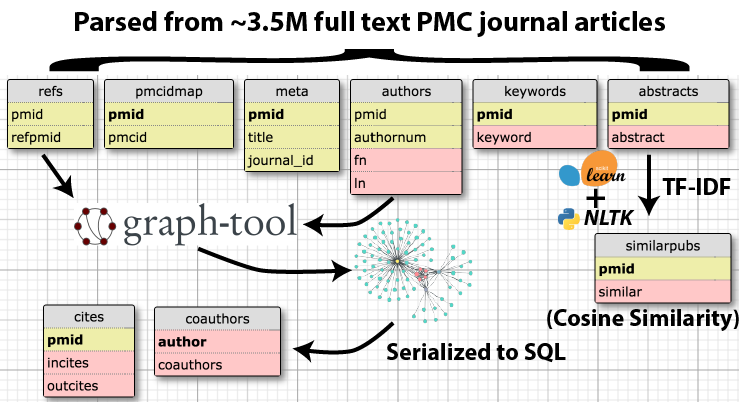 Parsed from ~3.5M full text PMC journal articles
refs
pmid
refpmid
pmcidmap
pmid
pmcid
meta
pmid
title
journal_id
authors
pmid
authornum
fn
ln
keywords
pmid
keyword
abstracts
pmid
abstract
learn
+
NLTK
TF-IDF
graph-tool
similarpubs
pmid
similar
(Cosine Similarity)
cites
pmid
incites
outcites
coauthors
author
coauthors
Serialized to SQL